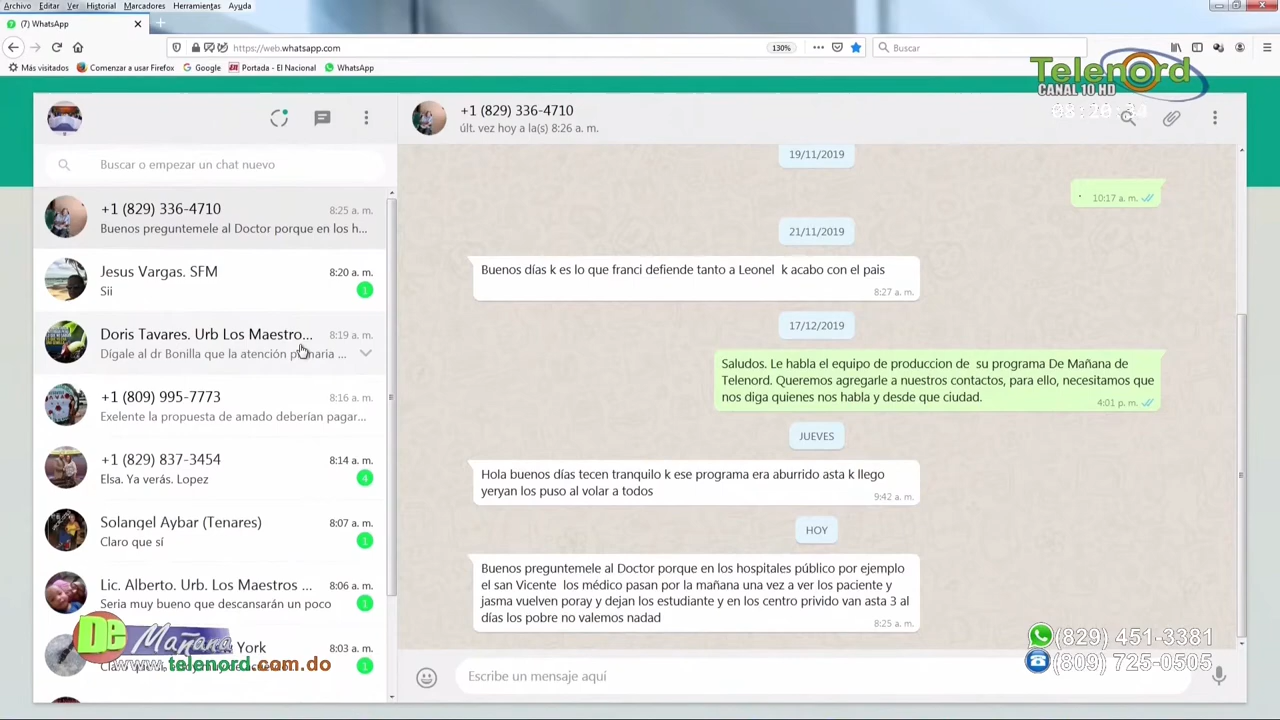 Archivo Editar Ver Historial Marcadores Herramientas Ayuda
(7) WhatsApp
https://web.whatsapp.com
130%
Buscar
Más visitados Comenzar a usar Firefox Google Portada - El Nacional WhatsApp
Telenord
CANAL 10 HD
+1 (829) 336-4710
últ. vez hoy a la(s) 8:26 a. m.
Buscar o empezar un chat nuevo
+1 (829) 336-4710 8:25 a. m.
Buenos preguntemele al Doctor porque en los h...
Jesus Vargas. SFM 8:20 a. m.
Sii 1
Doris Tavares. Urb Los Maestro... 8:19 a. m.
Dígale al dr Bonilla que la atención primaria ...
+1 (809) 995-7773 8:16 a. m.
Exelente la propuesta de amado deberían pagar...
+1 (829) 837-3454 8:14 a. m.
Elsa. Ya verás. Lopez 4
Solangel Aybar (Tenares) 8:07 a. m.
Claro que sí 1
Lic. Alberto. Urb. Los Maestros ... 8:06 a. m.
Seria muy bueno que descansarán un poco 1
York 8:03 a. m.
1
19/11/2019
. 10:17 a. m.
21/11/2019
Buenos días k es lo que franci defiende tanto a Leonel k acabo con el pais
8:27 a. m.
17/12/2019
Saludos. Le habla el equipo de produccion de su programa De Mañana de
Telenord. Queremos agregarle a nuestros contactos, para ello, necesitamos que
nos diga quienes nos habla y desde que ciudad.
4:01 p. m.
JUEVES
Hola buenos días tecen tranquilo k ese programa era aburrido asta k llego
yeryan los puso al volar a todos
9:42 a. m.
HOY
Buenos preguntemele al Doctor porque en los hospitales público por ejemplo
el san Vicente los médico pasan por la mañana una vez a ver los paciente y
jasma vuelven poray y dejan los estudiante y en los centro privido van asta 3 al
días los pobre no valemos nadad
8:25 a. m.
Escribe un mensaje aquí
De Mañana
www.telenord.com.do
(829) 451-3381
(809) 725-0505